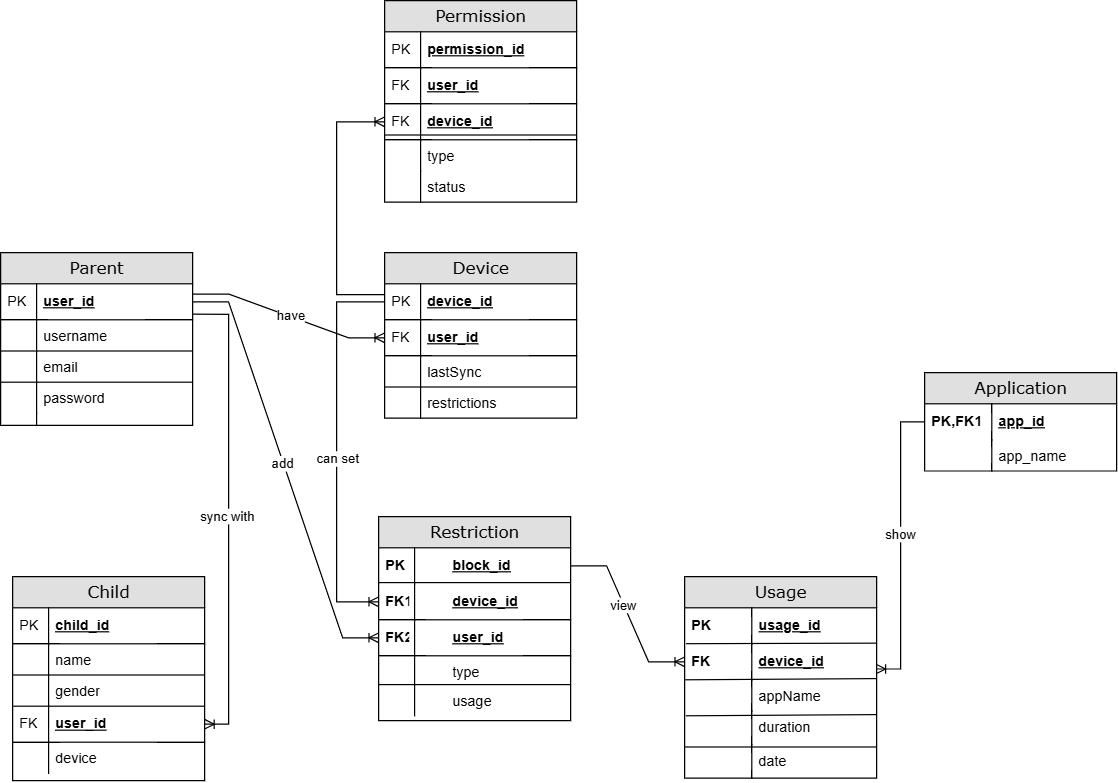 Permission
PK permission_id
FK user_id
FK device_id
type
status
Parent
PK user_id
username
email
password
Device
PK device_id
FK user_id
lastSync
restrictions
have
add
can set
sync with
Child
PK child_id
name
gender
FK user_id
device
Restriction
PK block_id
FK1 device_id
FK2 user_id
type
usage
view
Usage
PK usage_id
FK device_id
appName
duration
date
show
Application
PK,FK1 app_id
app_name